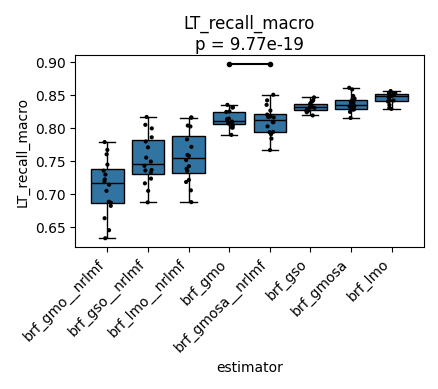 LT_recall_macro
p = 9.77e-19
LT_recall_macro
0.90
0.85
0.80
0.75
0.70
0.65
brf_gmo__nrlmf
brf_gso__nrlmf
brf_lmo__nrlmf
brf_gmo
brf_gmosa__nrlmf
brf_gso
brf_gmosa
brf_lmo
estimator